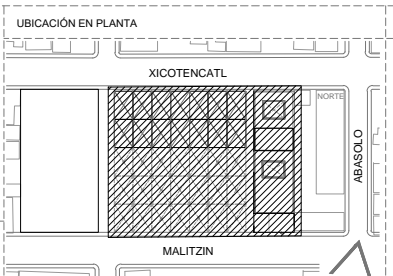 UBICACIÓN EN PLANTA
XICOTENCATL
NORTE
ABASOLO
MALITZIN